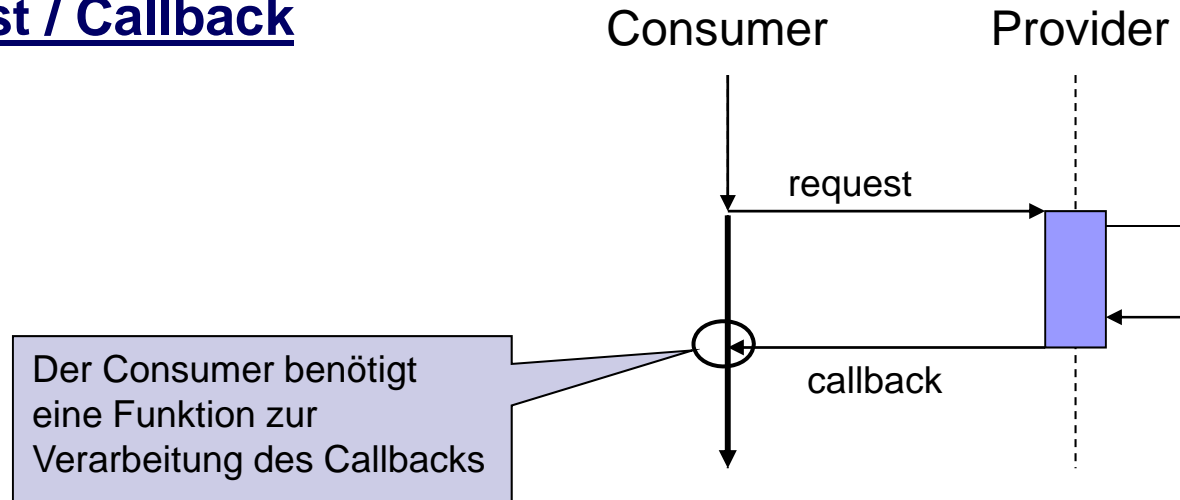 st / Callback
Consumer
Provider
request
callback
Der Consumer benötigt
eine Funktion zur
Verarbeitung des Callbacks